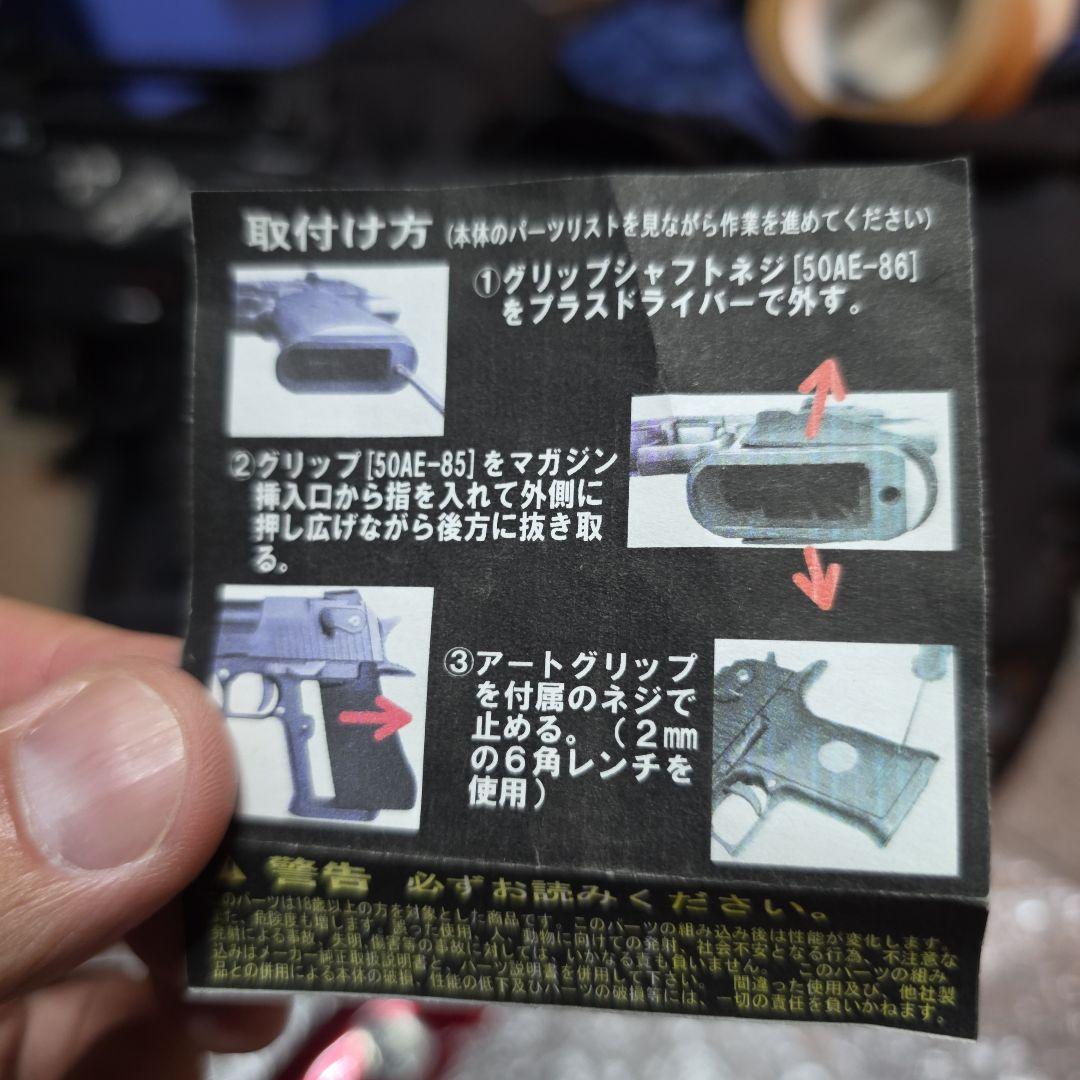 取付け方 (本体のパーツリストを見ながら作業を進めてください)
①グリップシャフトネジ[50AE-86]
をプラスドライバーで外す。
②グリップ[50AE-85]をマガジン
挿入口から指を入れて外側に
押し広げながら後方に抜き取
る。
③アートグリップ
を付属のネジで
止める。(2mm
の6角レンチを
使用)
警告 必ずお読みください。
のパーツは18歳以上の方を対象とした商品です。このパーツの組み込み後は性能が変化します。
また、危険度も増します。誤った使用、人、動物に向けての発射、社会不安となる行為、不注意な
発射による事故、失明、傷害等の事故に対しては、いかなる責も負いません。 このパーツの組み
込みはメーカー純正取扱説明書と、パーツ説明書を併用して下さい。 間違った使用及び、他社製
品との併用による本体の破損、性能の低下及びパーツの破損等には、一切の責任を負いかねます。